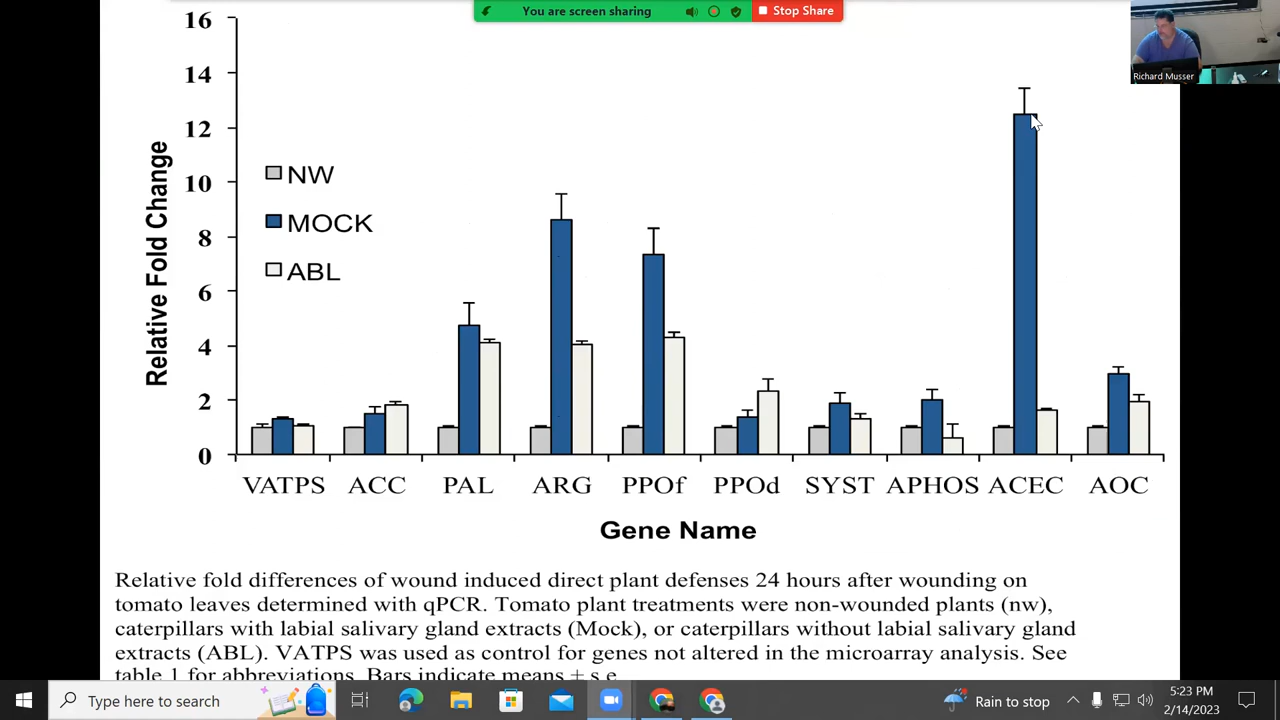 You are screen sharing
Stop Share
Richard Musser
16
14
12
10
8
6
4
2
0
Relative Fold Change
NW
MOCK
ABL
VATPS ACC PAL ARG PPOf PPOd SYST APHOS ACEC AOC
Gene Name
Relative fold differences of wound induced direct plant defenses 24 hours after wounding on
tomato leaves determined with qPCR. Tomato plant treatments were non-wounded plants (nw),
caterpillars with labial salivary gland extracts (Mock), or caterpillars without labial salivary gland
extracts (ABL). VATPS was used as control for genes not altered in the microarray analysis. See
table 1 for abbreviations. Bars indicate means + s.e
Type here to search
Rain to stop
5:23 PM
2/14/2023